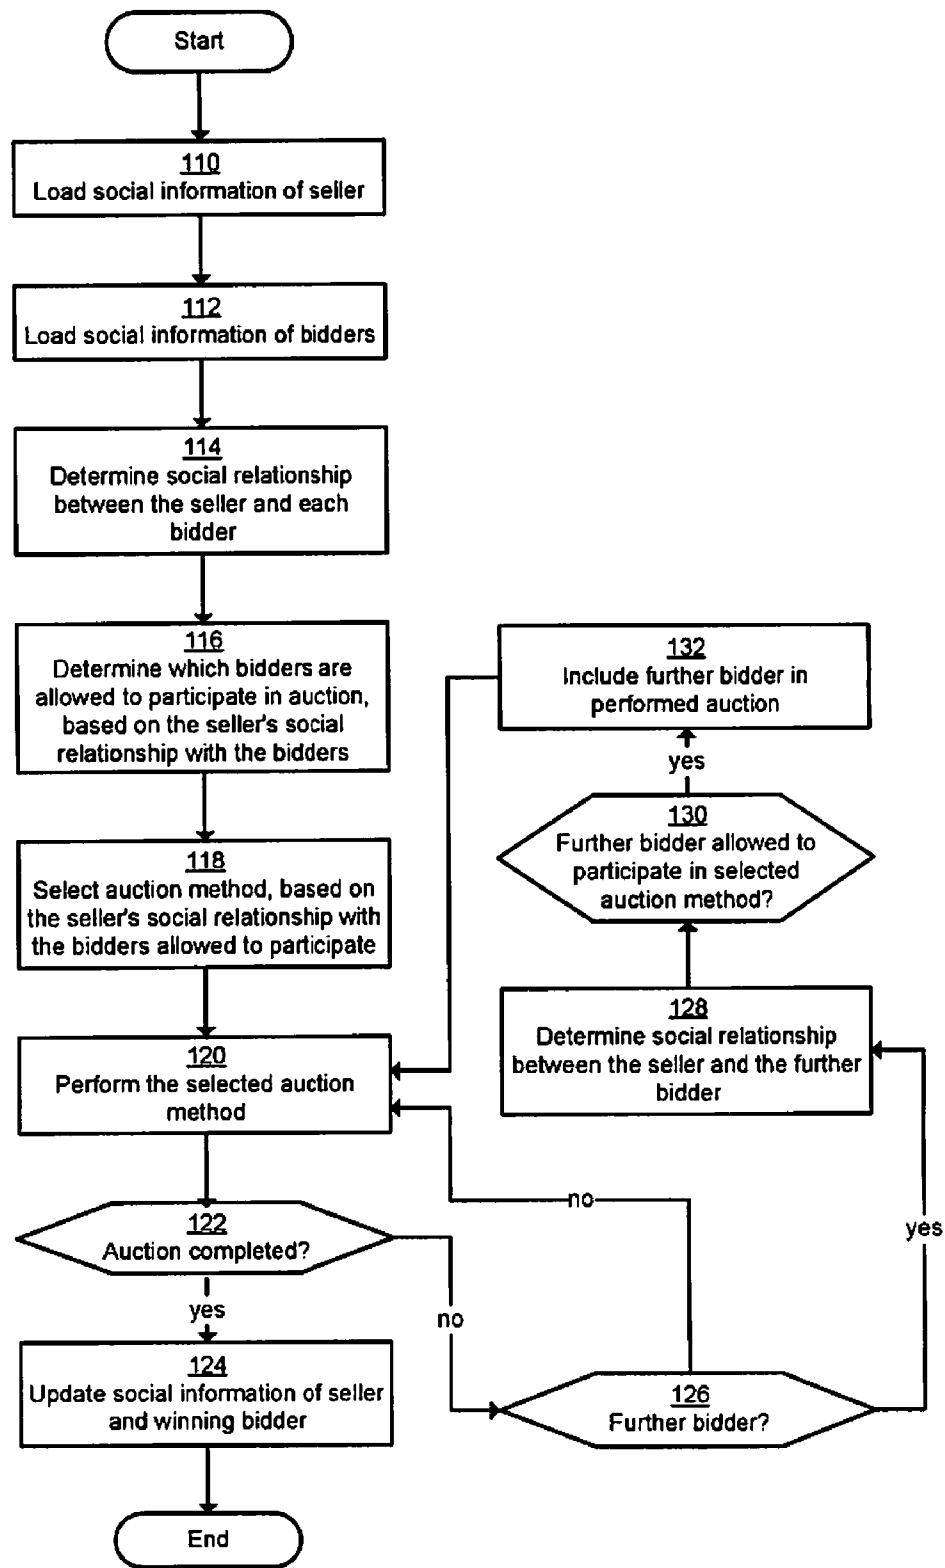 Start
110
Load social information of seller
112
Load social information of bidders
114
Determine social relationship
between the seller and each
bidder
116
Determine which bidders are
allowed to participate in auction,
based on the seller's social
relationship with the bidders
118
Select auction method, based on
the seller's social relationship with
the bidders allowed to participate
120
Perform the selected auction
method
122
Auction completed?
yes
no
124
Update social information of seller
and winning bidder
End
132
Include further bidder in
performed auction
yes
130
Further bidder allowed to
participate in selected
auction method?
128
Determine social relationship
between the seller and the further
bidder
no
yes
126
Further bidder?